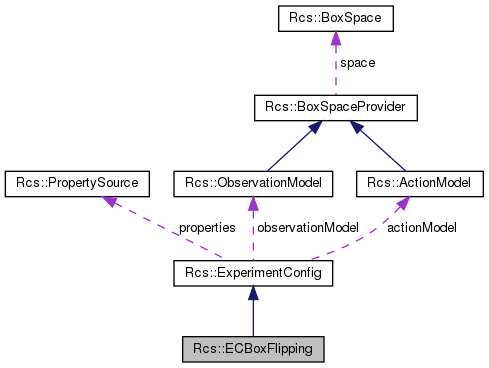 Rcs::BoxSpace
space
Rcs::BoxSpaceProvider
Rcs::PropertySource
Rcs::ObservationModel
Rcs::ActionModel
properties
observationModel
actionModel
Rcs::ExperimentConfig
Rcs::ECBoxFlipping